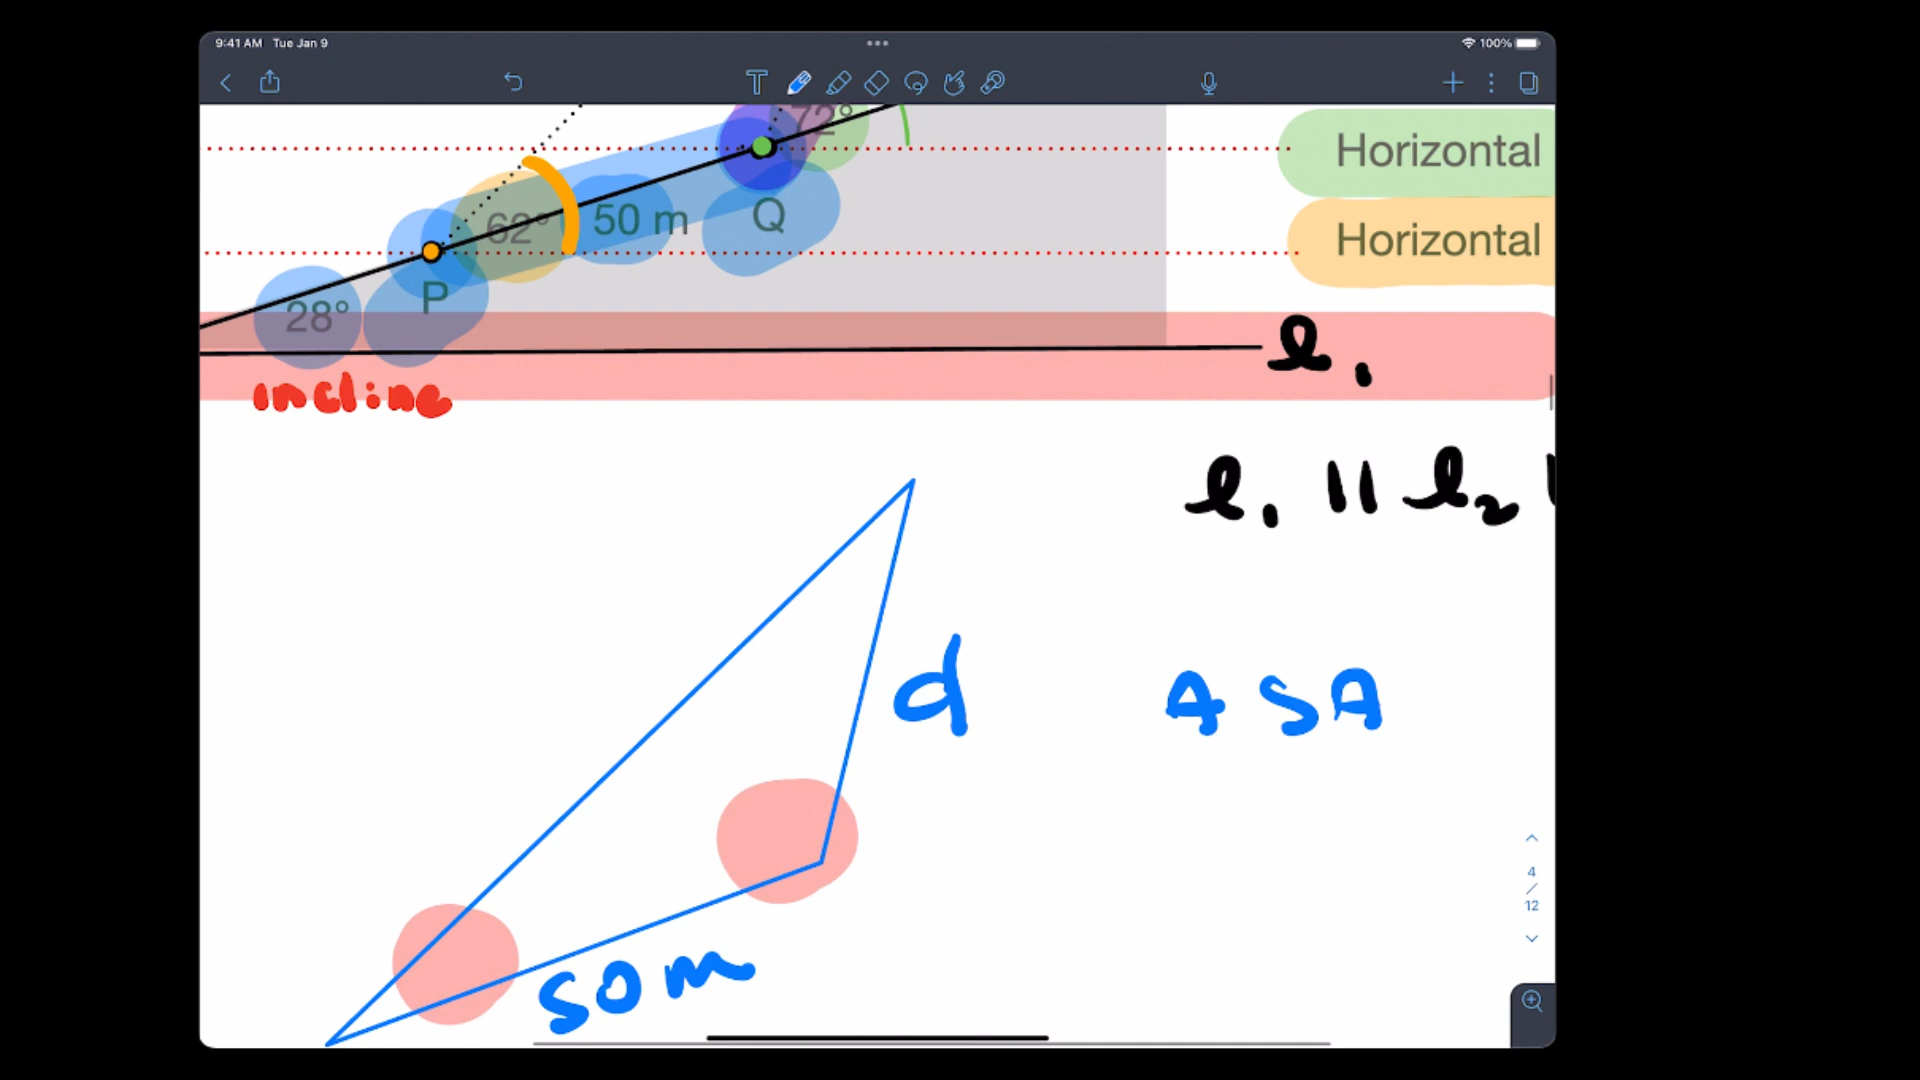 9:41 AM Tue Jan 9
100%
T
72°
Horizontal
62°
50 m
Q
Horizontal
28°
P
l₁
incline
l₁ || l₂
d
ASA
50 m
4
/
12